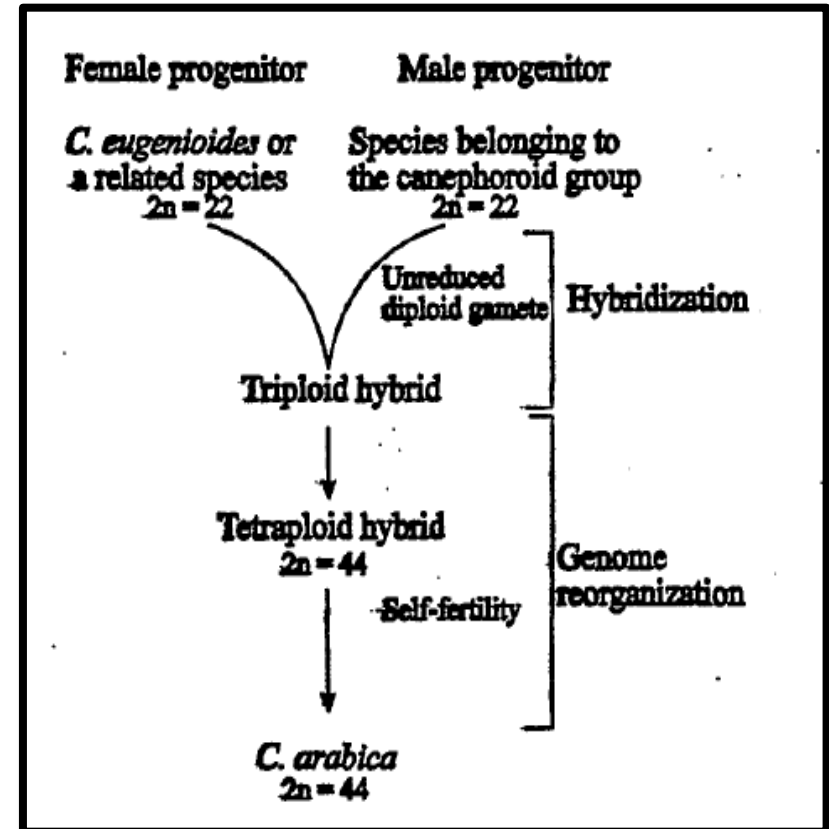 Female progenitor
Male progenitor
C. eugenioides or
a related species
2n = 22
Species belonging to
the canephoroid group
2n = 22
Unreduced
diploid gamete
Hybridization
Triploid hybrid
Tetraploid hybrid
2n = 44
Self-fertility
Genome
reorganization
C. arabica
2n = 44